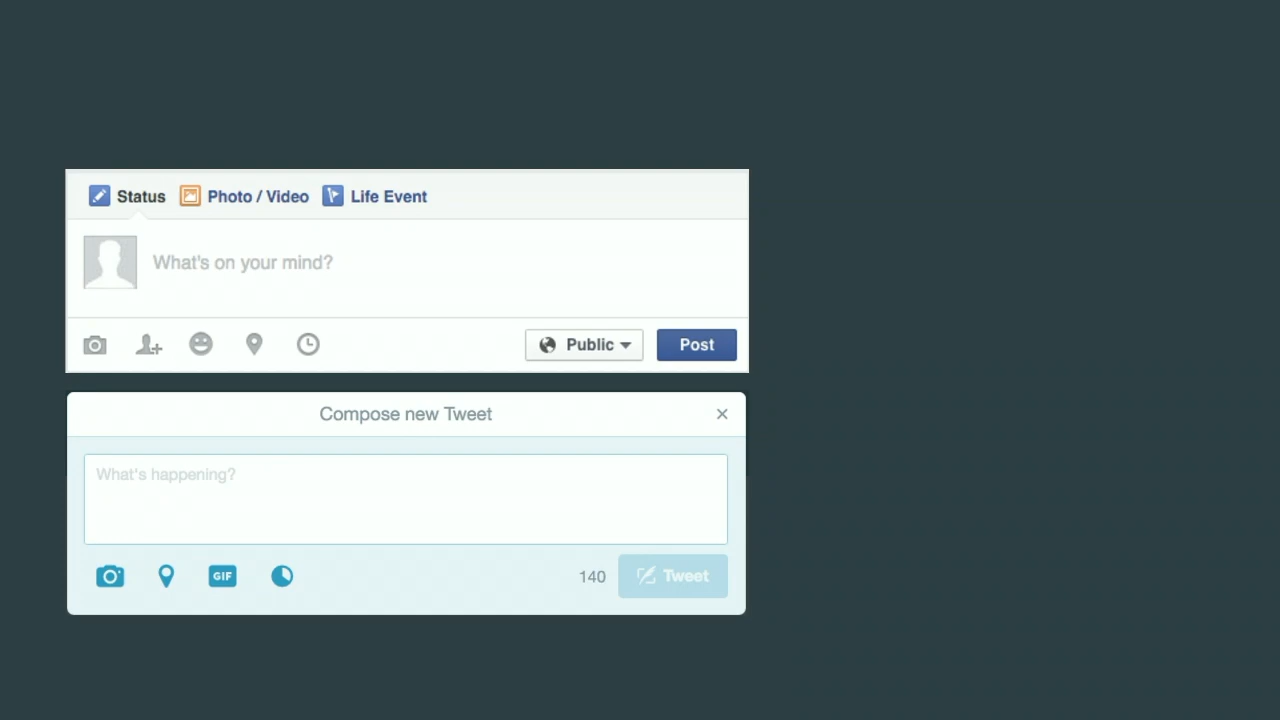 Status Photo / Video Life Event
What's on your mind?
Public Post
Compose new Tweet ×
What's happening?
GIF 140 Tweet